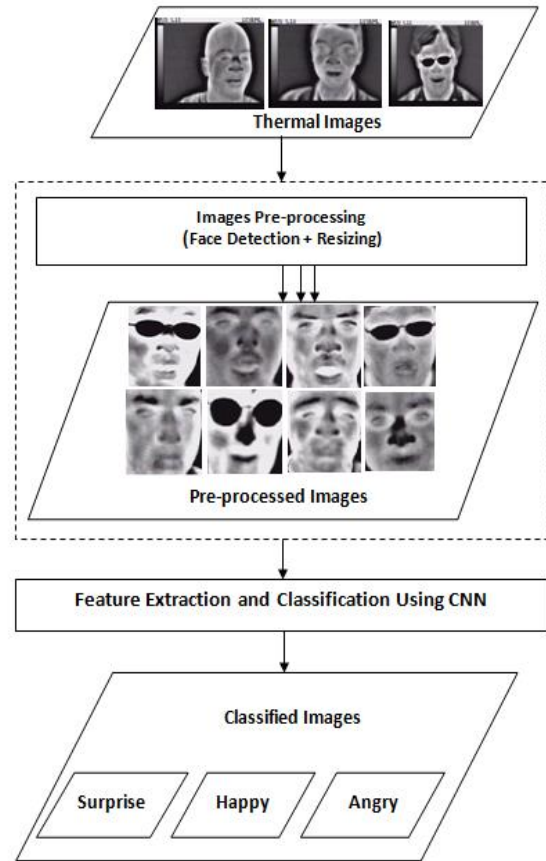 Thermal Images
Images Pre-processing
(Face Detection + Resizing)
Pre-processed Images
Feature Extraction and Classification Using CNN
Classified Images
Surprise
Happy
Angry